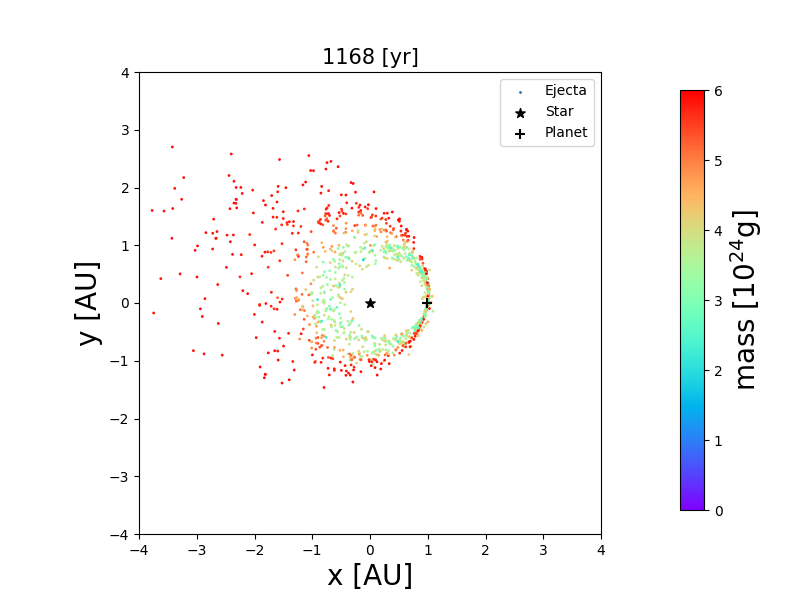 1168 [yr]
Ejecta
Star
Planet
4
3
2
1
0
−1
−2
−3
−4
y [AU]
−4 −3 −2 −1 0 1 2 3 4
x [AU]
6
5
4
3
2
1
0
mass [10²⁴g]